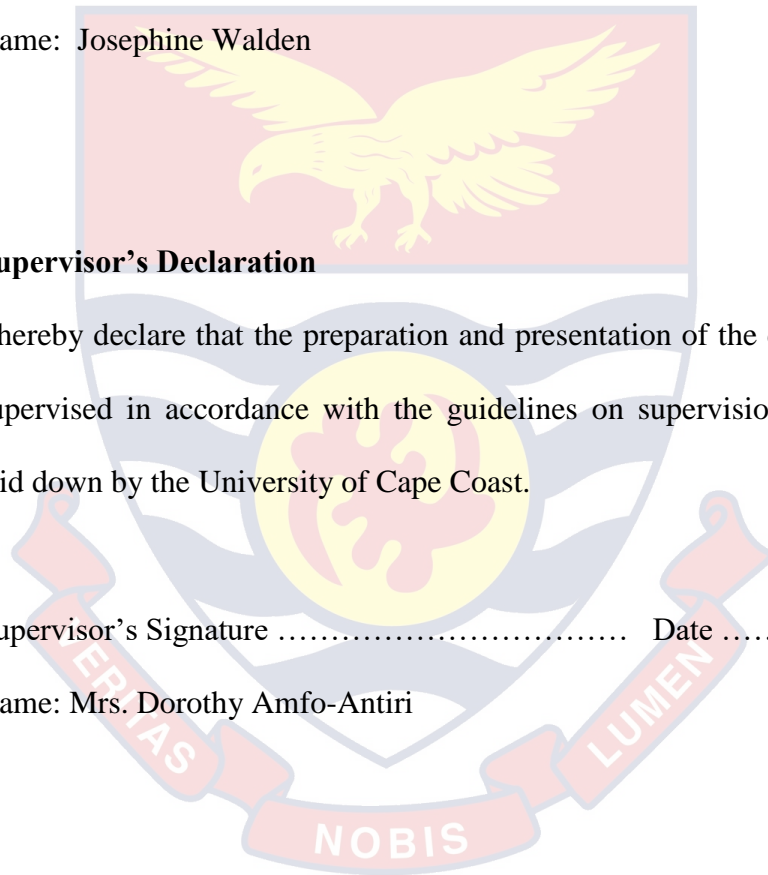 ame: Josephine Walden
upervisor's Declaration
hereby declare that the preparation and presentation of the
upervised in accordance with the guidelines on supervisio
id down by the University of Cape Coast.
upervisor's Signature ……………………………… Date …..
ame: Mrs. Dorothy Amfo-Antiri
VERITAS
NOBIS
LUMEN